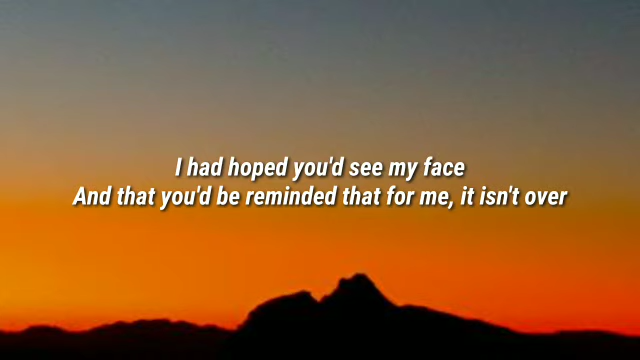 I had hoped you'd see my face
And that you'd be reminded that for me, it isn't over